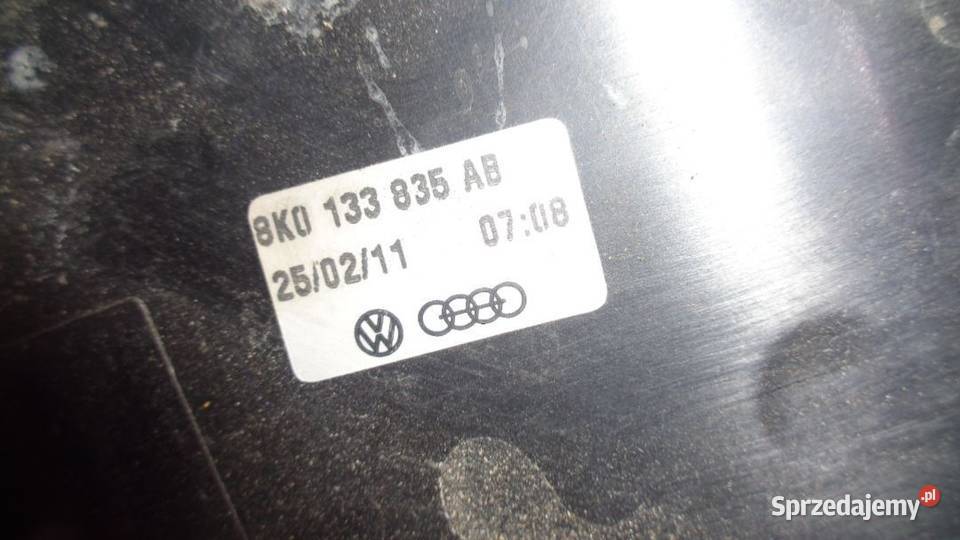 8K0 133 835 AB
25/02/11 07:08
Sprzedajemy.pl